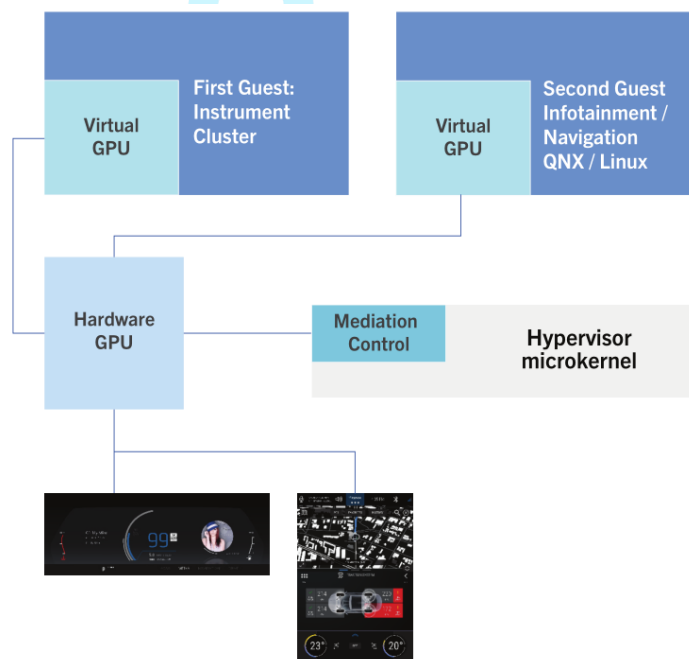 First Guest:
Instrument
Cluster
Virtual
GPU
Second Guest
Infotainment /
Navigation
QNX / Linux
Virtual
GPU
Hardware
GPU
Mediation
Control
Hypervisor
microkernel
99
23°
20°